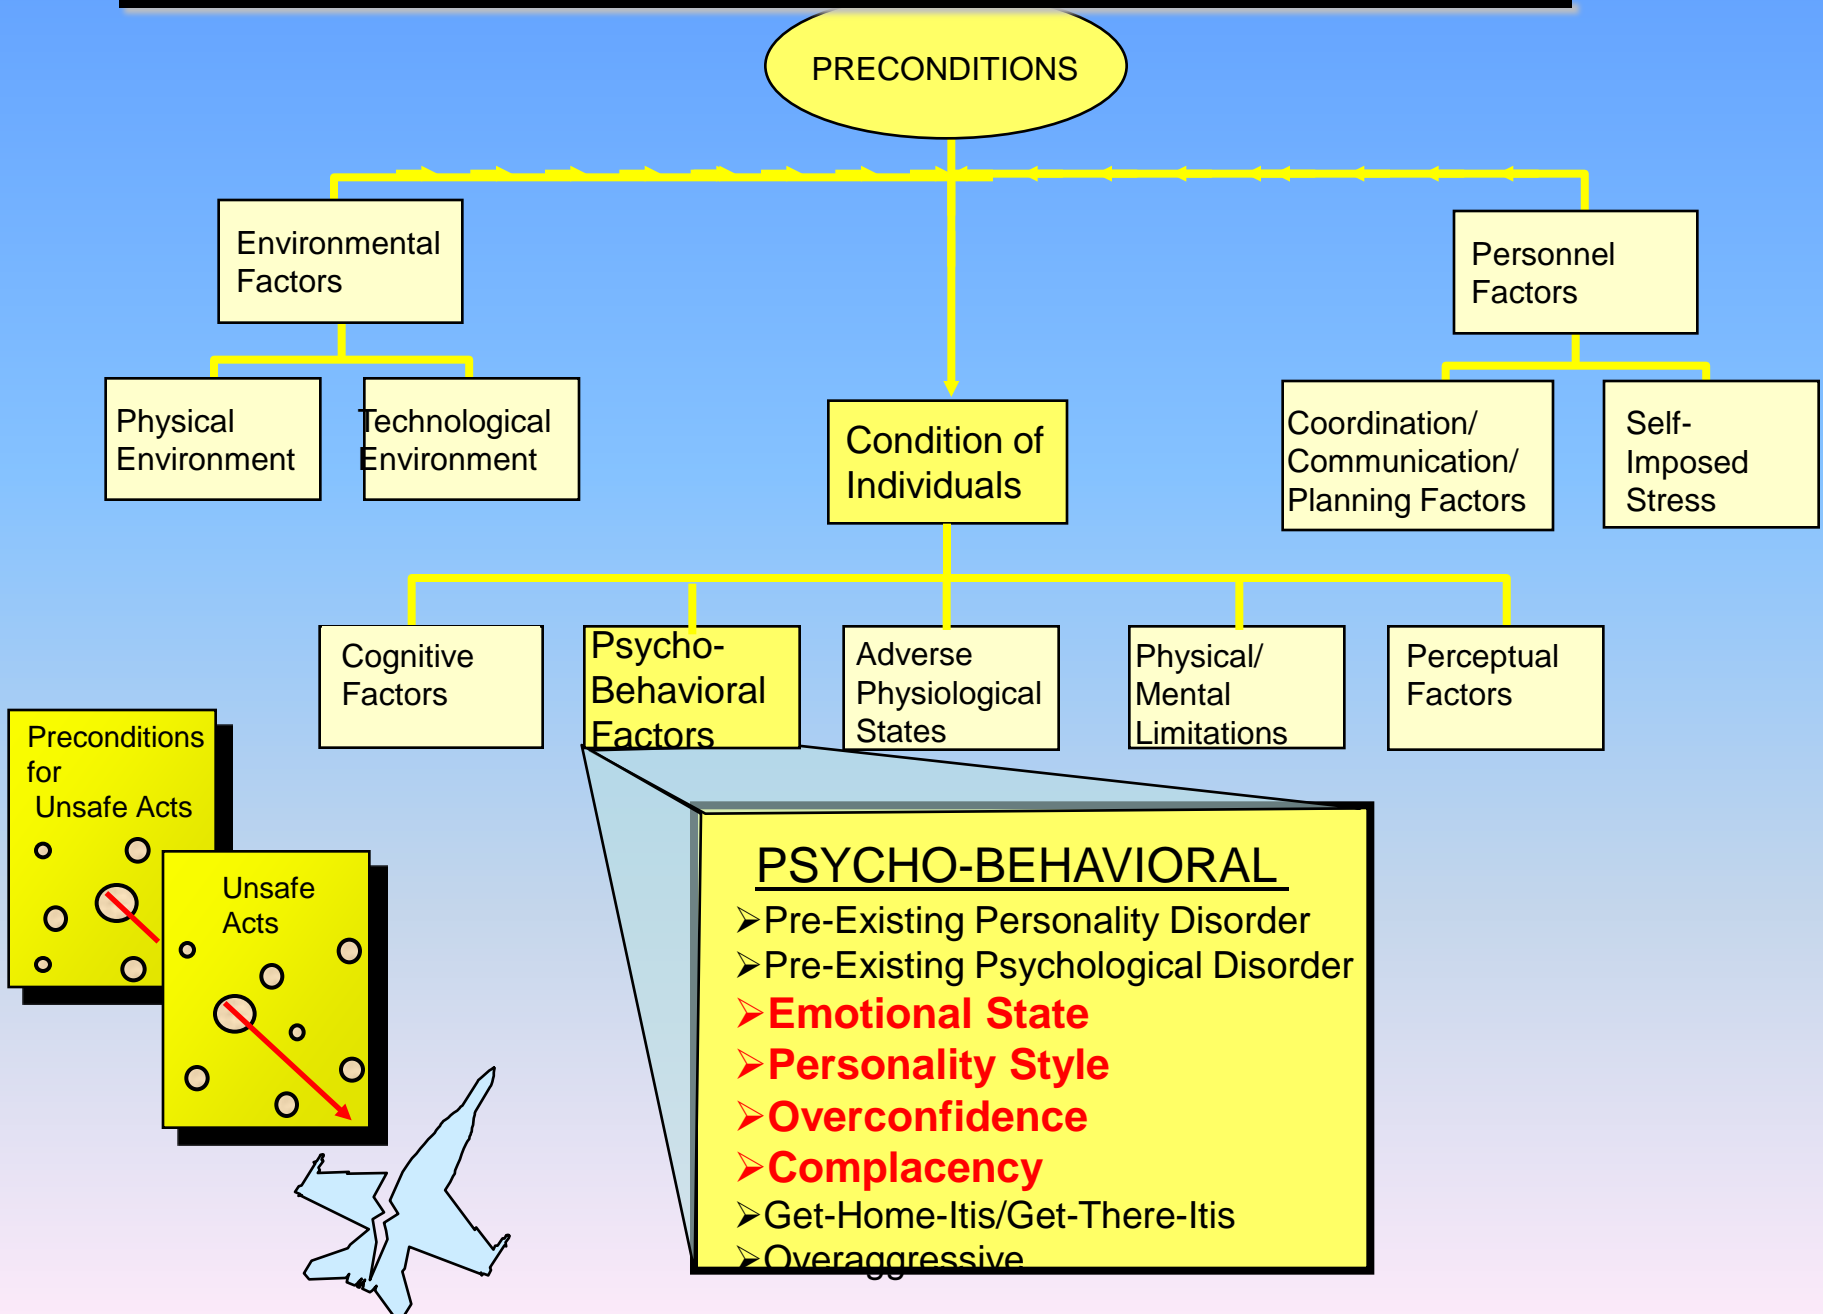 PRECONDITIONS
Environmental
Factors
Personnel
Factors
Physical
Environment
Technological
Environment
Condition of
Individuals
Coordination/
Communication/
Planning Factors
Self-
Imposed
Stress
Cognitive
Factors
Psycho-
Behavioral
Factors
Adverse
Physiological
States
Physical/
Mental
Limitations
Perceptual
Factors
Preconditions
for
Unsafe Acts
Unsafe
Acts
PSYCHO-BEHAVIORAL
➢Pre-Existing Personality Disorder
➢Pre-Existing Psychological Disorder
➢Emotional State
➢Personality Style
➢Overconfidence
➢Complacency
➢Get-Home-Itis/Get-There-Itis
➢Overaggressive